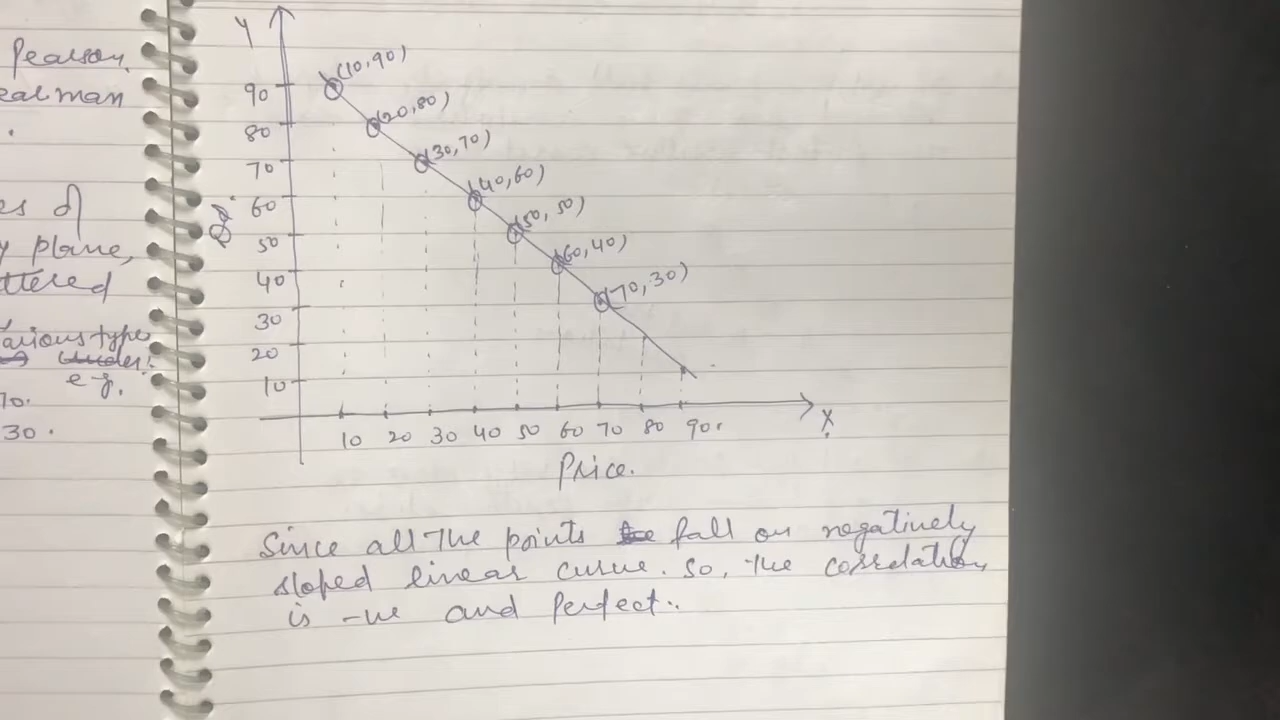 Pearson.
earman
.
es of
y plane,
ttered
various type
under:
e.g.
70.
30.
Y
(10,90)
90
(20,80)
80
(30,70)
70
(40,60)
60
(50,50)
50
(60,40)
40
(70,30)
30
20
10
10 20 30 40 50 60 70 80 90.
X
Price.
Since all the points fall on negatively
sloped linear curve. So, the correlation
is -ve and Perfect.